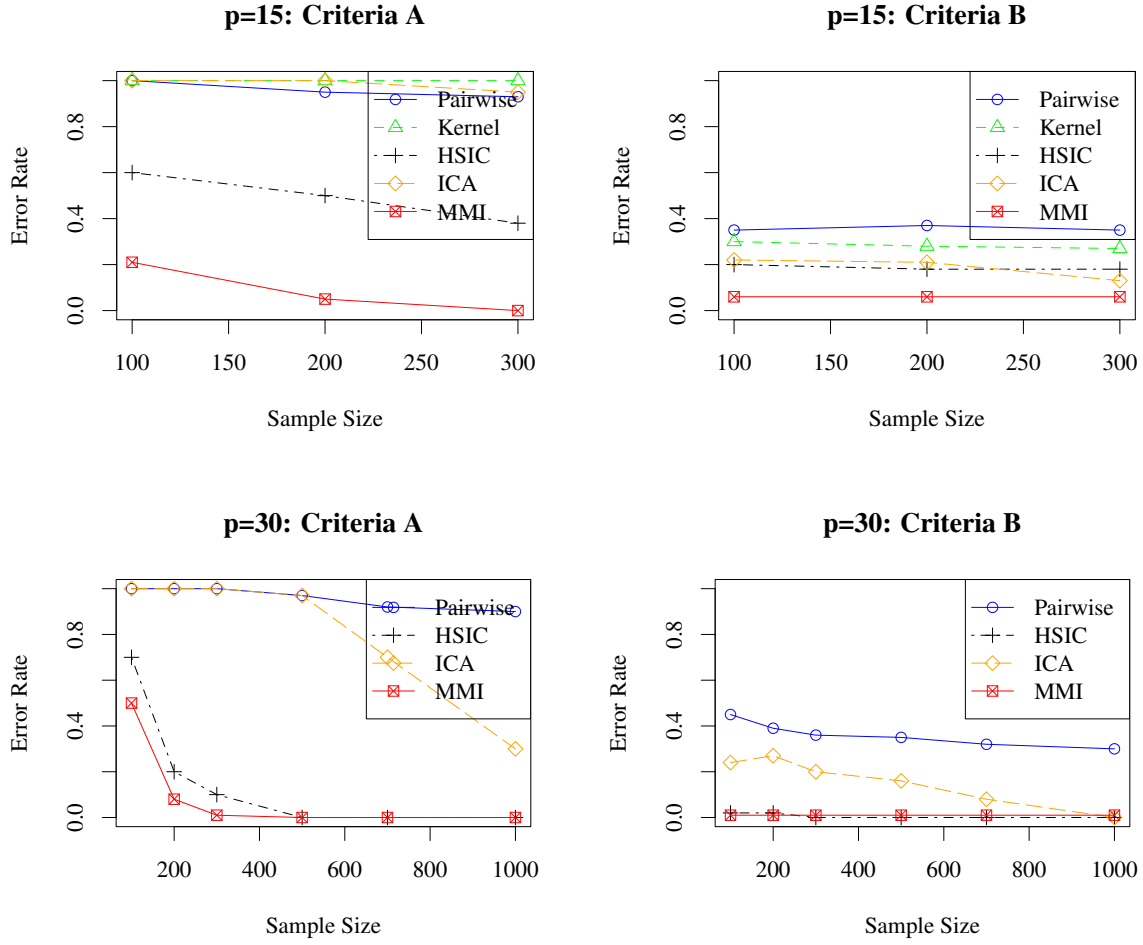 p=15: Criteria A
Error Rate
0.0 0.4 0.8
Pairwise
Kernel
HSIC
ICA
MMI
100 150 200 250 300
Sample Size
p=15: Criteria B
Error Rate
0.0 0.4 0.8
Pairwise
Kernel
HSIC
ICA
MMI
100 150 200 250 300
Sample Size
p=30: Criteria A
Error Rate
0.0 0.4 0.8
Pairwise
HSIC
ICA
MMI
200 400 600 800 1000
Sample Size
p=30: Criteria B
Error Rate
0.0 0.4 0.8
Pairwise
HSIC
ICA
MMI
200 400 600 800 1000
Sample Size